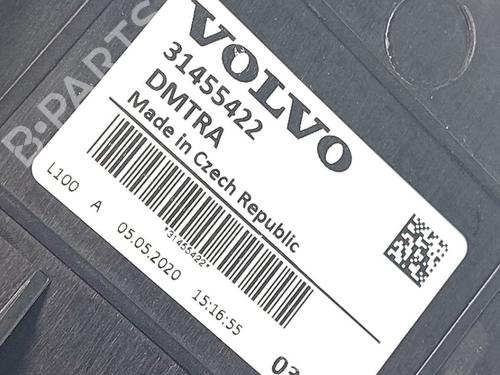 VOLVO
31455422
DMTRA
Made in Czech Republic
*31455422*
L100 A 05.05.2020 15:16:55
03
B-PARTS